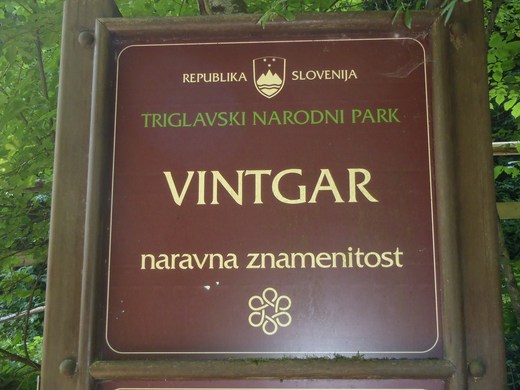 REPUBLIKA SLOVENIJA
TRIGLAVSKI NARODNI PARK
VINTGAR
naravna znamenitost